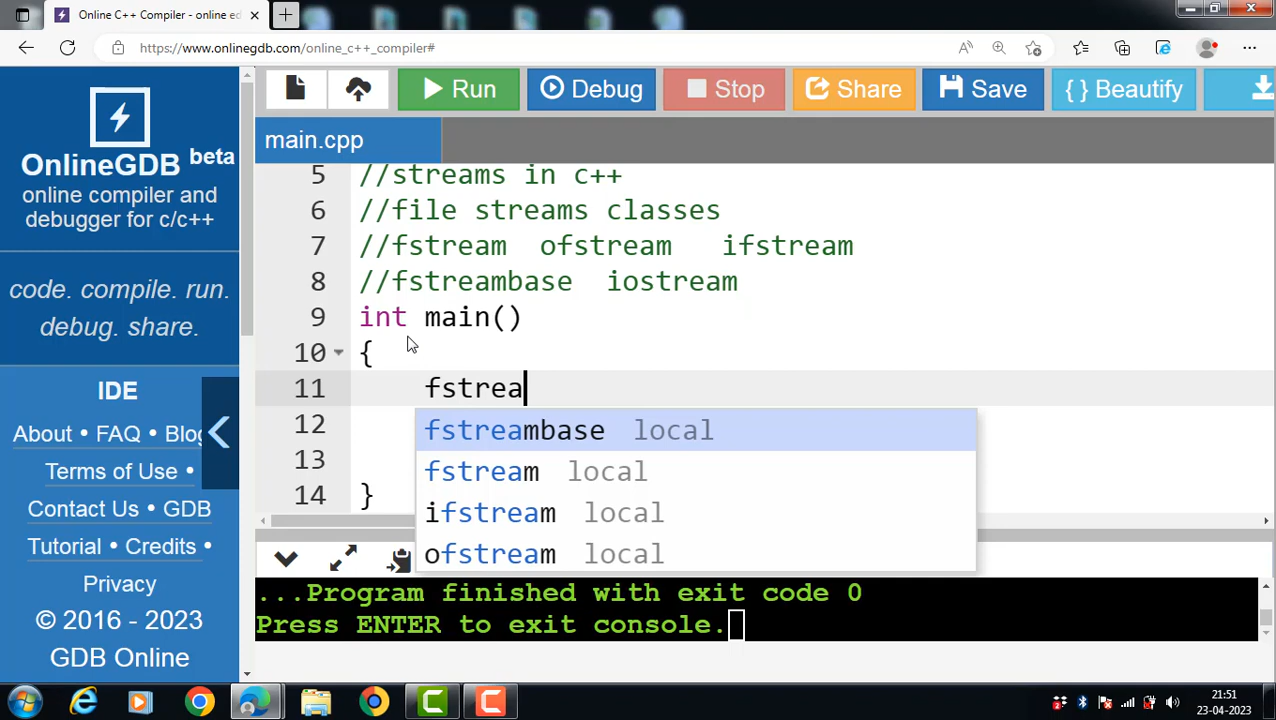 Online C++ Compiler - online ed
https://www.onlinegdb.com/online_c++_compiler#
Run
Debug
Stop
Share
Save
{ } Beautify
main.cpp
OnlineGDB beta
online compiler and
debugger for c/c++
code. compile. run.
debug. share.
IDE
About • FAQ • Blog
Terms of Use •
Contact Us • GDB
Tutorial • Credits •
Privacy
© 2016 - 2023
GDB Online
5 //streams in c++
6 //file streams classes
7 //fstream ofstream ifstream
8 //fstreambase iostream
9 int main()
10 {
11 fstrea
12
13
14 }
fstreambase local
fstream local
ifstream local
ofstream local
...Program finished with exit code 0
Press ENTER to exit console.
21:51
23-04-2023